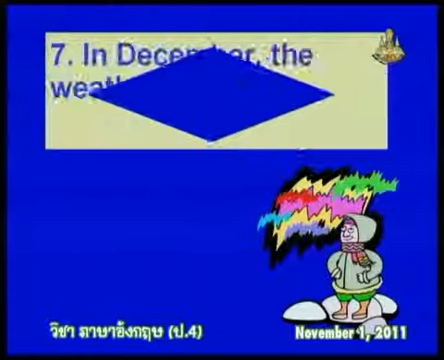 7. In December, the
วิชา ภาษาอังกฤษ (ป.4)
November 1, 2011